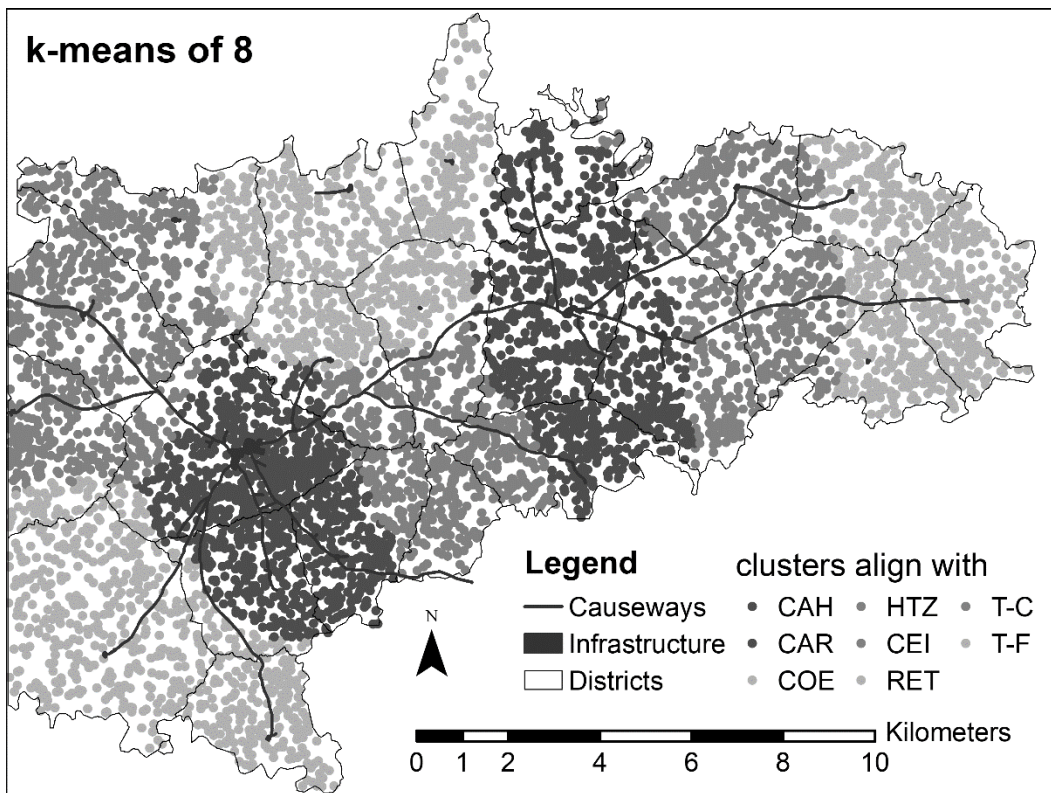 k-means of 8
N
Legend
Causeways
Infrastructure
Districts
clusters align with
CAH HTZ T-C
CAR CEI T-F
COE RET
Kilometers
0 1 2 4 6 8 10